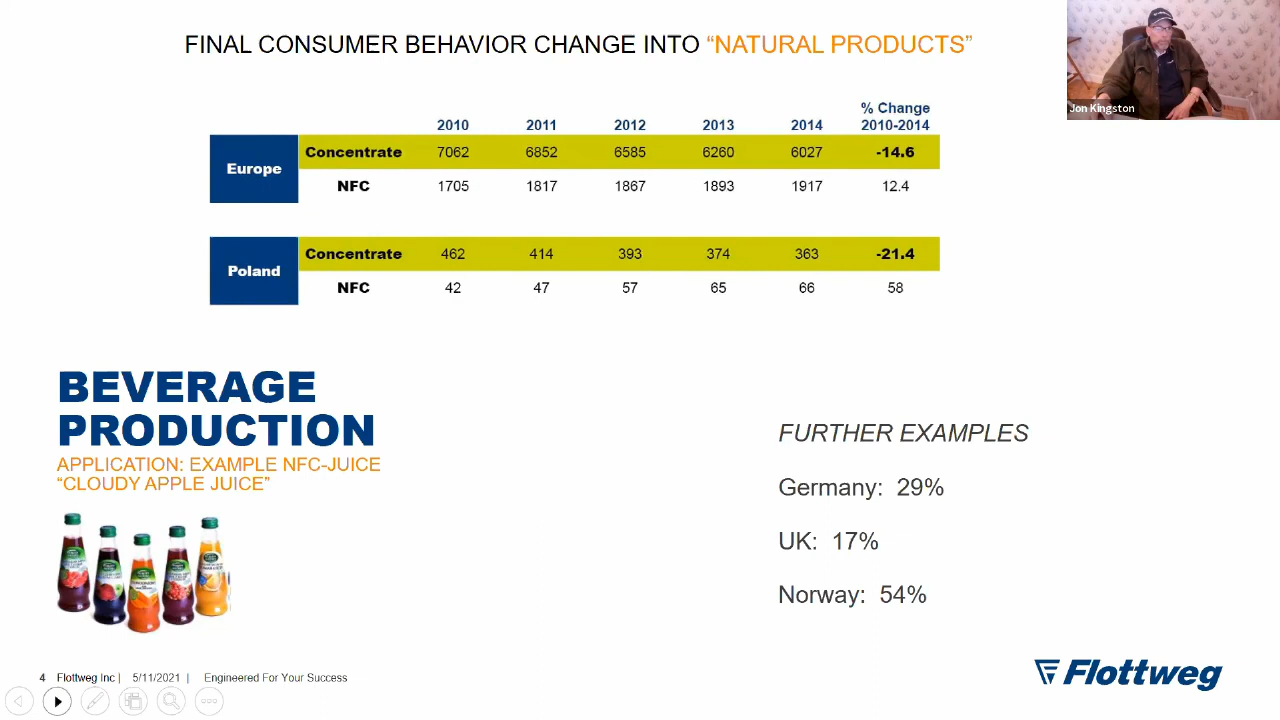 FINAL CONSUMER BEHAVIOR CHANGE INTO “NATURAL PRODUCTS”
Jon Kingston
% Change
2010 2011 2012 2013 2014 2010-2014
Europe
Concentrate 7062 6852 6585 6260 6027 -14.6
NFC 1705 1817 1867 1893 1917 12.4
Poland
Concentrate 462 414 393 374 363 -21.4
NFC 42 47 57 65 66 58
BEVERAGE
PRODUCTION
APPLICATION: EXAMPLE NFC-JUICE
“CLOUDY APPLE JUICE”
FURTHER EXAMPLES
Germany: 29%
UK: 17%
Norway: 54%
4 Flottweg Inc | 5/11/2021 | Engineered For Your Success
Flottweg